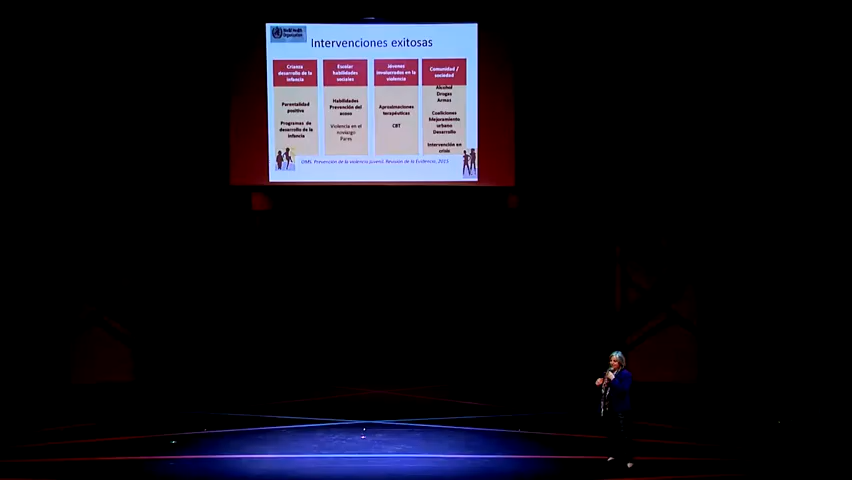 World Health
Organization
Intervenciones exitosas
Crianza
desarrollo de la
infancia
Parentalidad
positiva
Programas de
desarrollo de la
infancia
Escolar
habilidades
sociales
Habilidades
Prevención del
acoso
Violencia en el
noviazgo
Pares
Jóvenes
involucrados en la
violencia
Aproximaciones
terapéuticas
CBT
Comunidad /
sociedad
Alcohol
Drogas
Armas
Coaliciones
Mejoramiento
urbano
Desarrollo
Intervención en
crisis
OMS. Prevención de la violencia juvenil. Revisión de la Evidencia, 2015